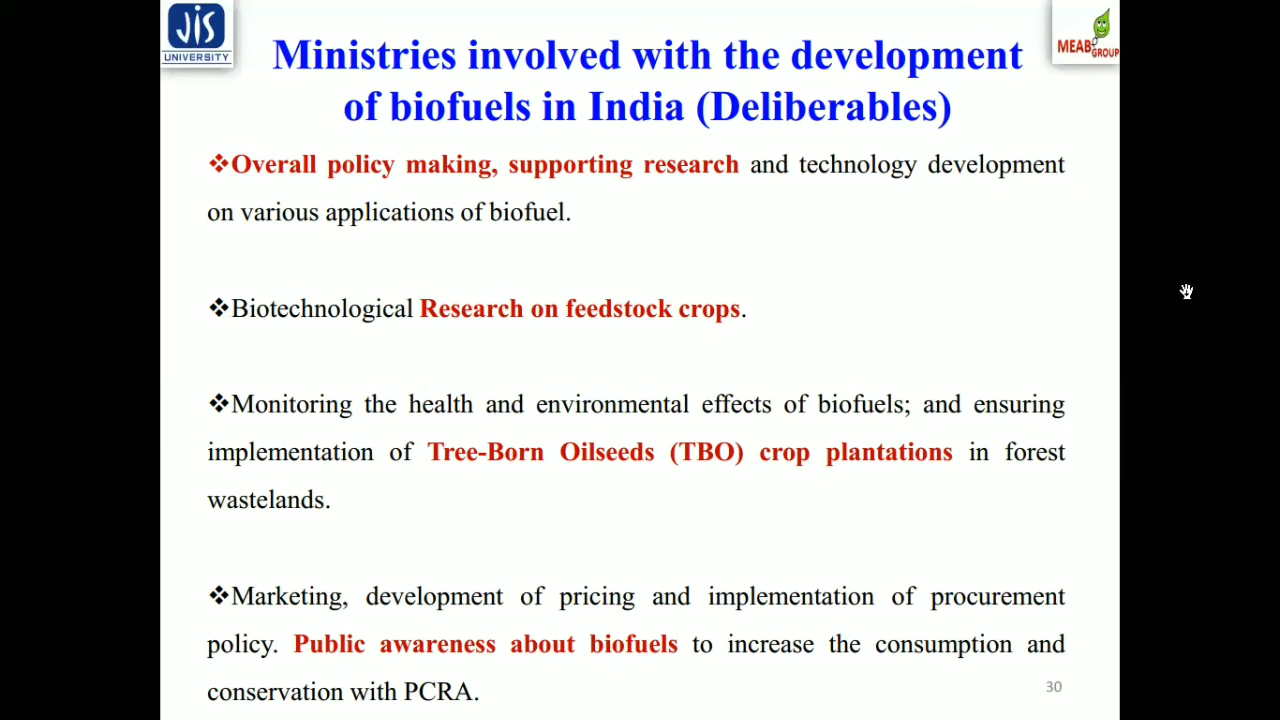 JIS
UNIVERSITY
MEAB
GROUP
Ministries involved with the development
of biofuels in India (Deliberables)
❖Overall policy making, supporting research and technology development
on various applications of biofuel.
❖Biotechnological Research on feedstock crops.
❖Monitoring the health and environmental effects of biofuels; and ensuring
implementation of Tree-Born Oilseeds (TBO) crop plantations in forest
wastelands.
❖Marketing, development of pricing and implementation of procurement
policy. Public awareness about biofuels to increase the consumption and
conservation with PCRA.
30